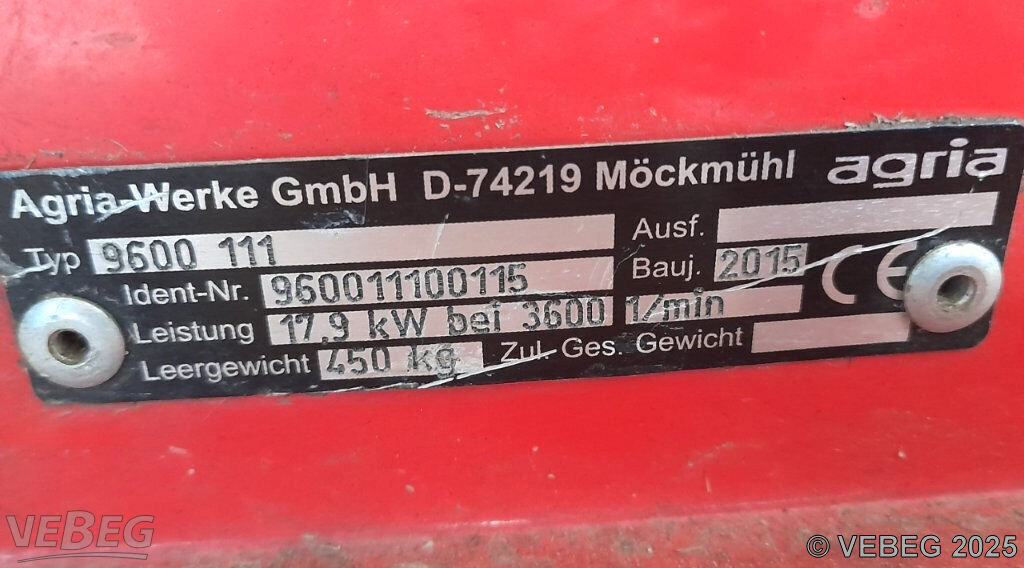 Agria-Werke GmbH D-74219 Möckmühl agria
Typ 9600 111 Ausf.
Ident-Nr. 960011100115 Bauj. 2015 CE
Leistung 17,9 kW bei 3600 1/min
Leergewicht 450 kg Zul. Ges. Gewicht
VEBEG
© VEBEG 2025